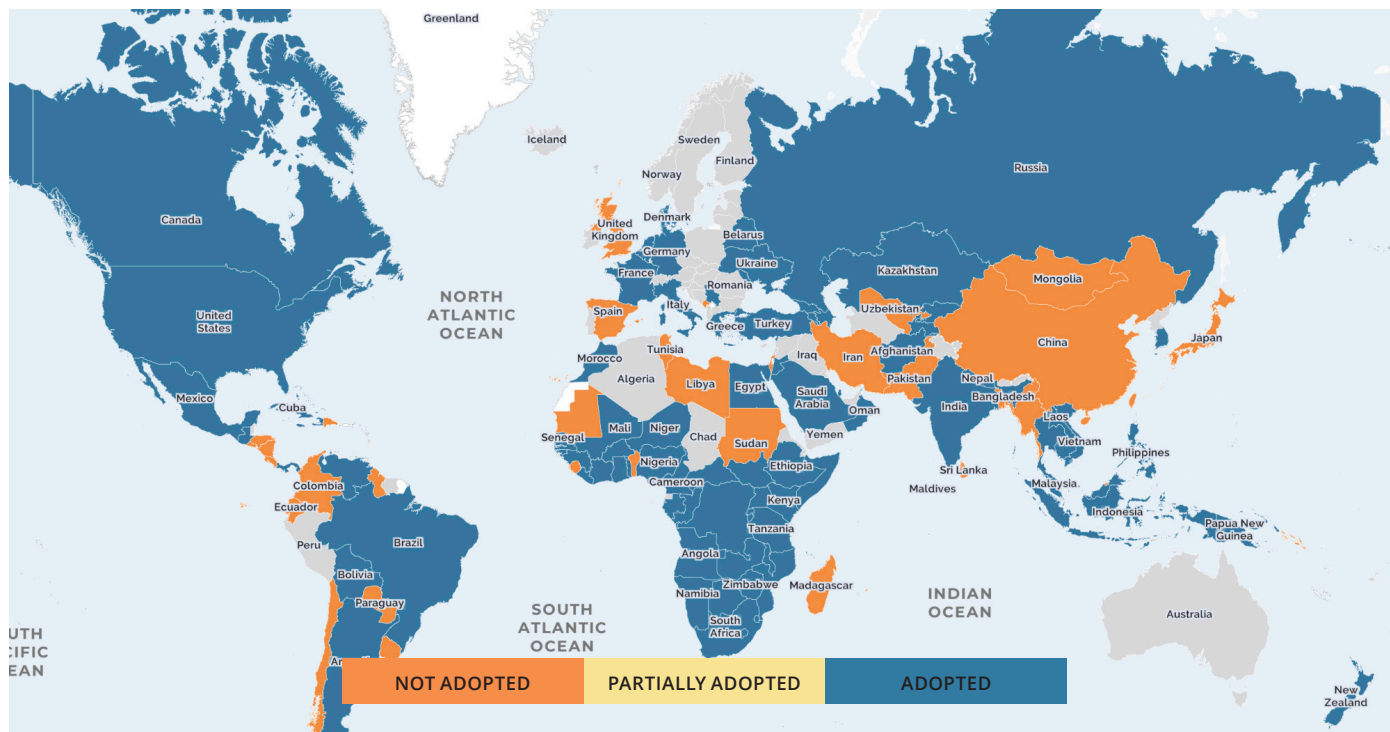 Greenland
Iceland
Sweden
Finland
Norway
Russia
Canada
United
Kingdom
Denmark
Belarus
Germany
Ukraine
France
Kazakhstan
Mongolia
Romania
NORTH
ATLANTIC
OCEAN
United
States
Spain
Italy
Uzbekistan
Greece
Turkey
China
Japan
Tunisia
Morocco
Iraq
Iran
Afghanistan
Algeria
Libya
Egypt
Pakistan
Nepal
Saudi
Arabia
Bangladesh
Mexico
Cuba
India
Oman
Laos
Mali
Niger
Senegal
Chad
Sudan
Yemen
Vietnam
Philippines
Nigeria
Ethiopia
Sri Lanka
Cameroon
Malaysia
Maldives
Colombia
Ecuador
Kenya
Indonesia
Papua New
Guinea
Tanzania
Peru
Brazil
Angola
Bolivia
Zimbabwe
Madagascar
Namibia
Paraguay
INDIAN
OCEAN
SOUTH
ATLANTIC
OCEAN
South
Africa
Australia
UTH
CIFIC
EAN
Ar
NOT ADOPTED
PARTIALLY ADOPTED
ADOPTED
New
Zealand